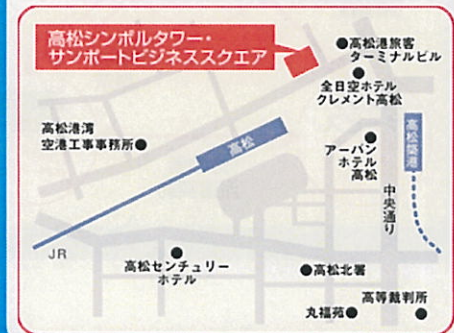 高松シンボルタワー・
サンポートビジネススクエア
高松港旅客
ターミナルビル
全日空ホテル
クレメント高松
高松港湾
空港工事事務所
高松
アーバン
ホテル
高松
高松築港
中央通り
JR
高松センチュリー
ホテル
高松北署
高等裁判所
丸福苑